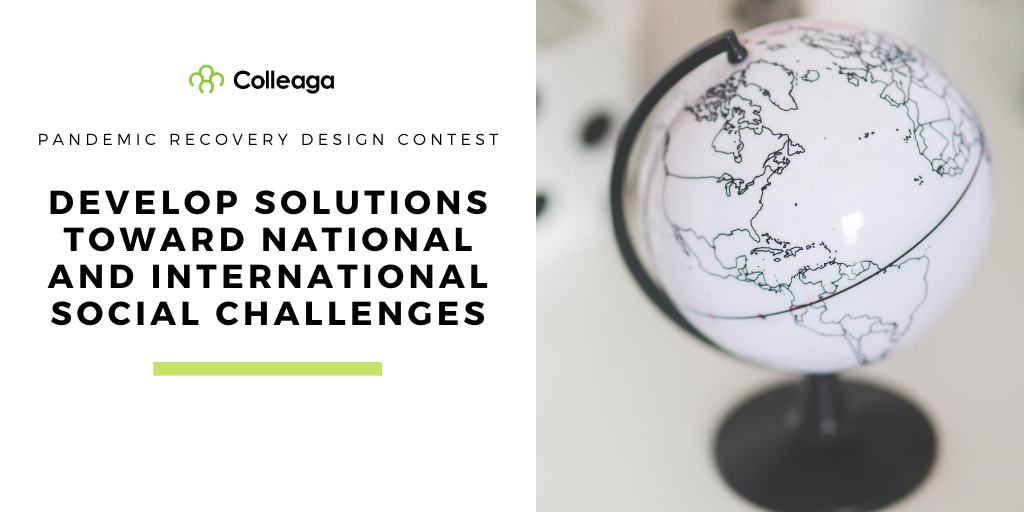 Colleaga
PANDEMIC RECOVERY DESIGN CONTEST
DEVELOP SOLUTIONS
TOWARD NATIONAL
AND INTERNATIONAL
SOCIAL CHALLENGES